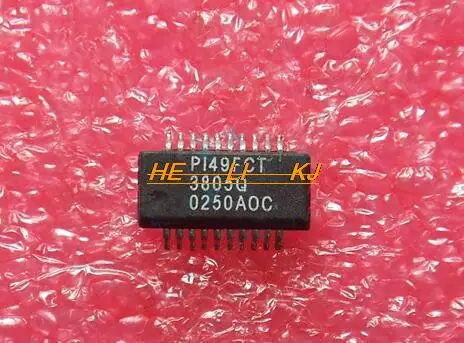 PI49FCT
HE LI KJ
3805Q
0250AOC